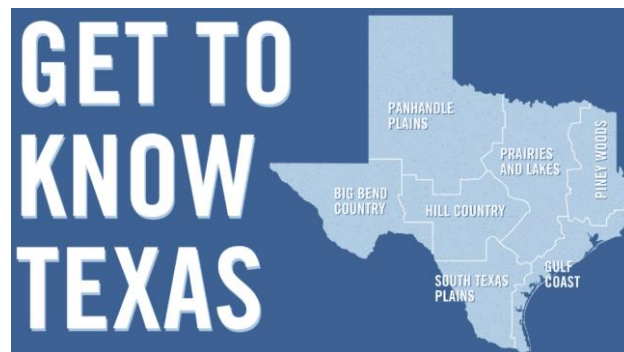 GET TO
KNOW
TEXAS
PANHANDLE
PLAINS
PRAIRIES
AND LAKES
PINEY WOODS
BIG BEND
COUNTRY
HILL COUNTRY
SOUTH TEXAS
PLAINS
GULF
COAST